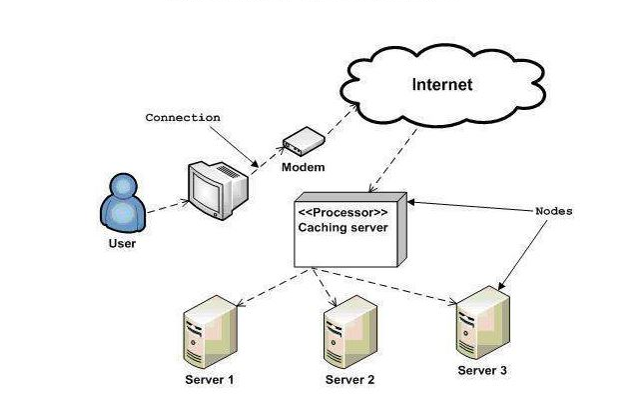 Internet
Connection
Modem
<<Processor>>
Caching server
Nodes
User
Server 1
Server 2
Server 3